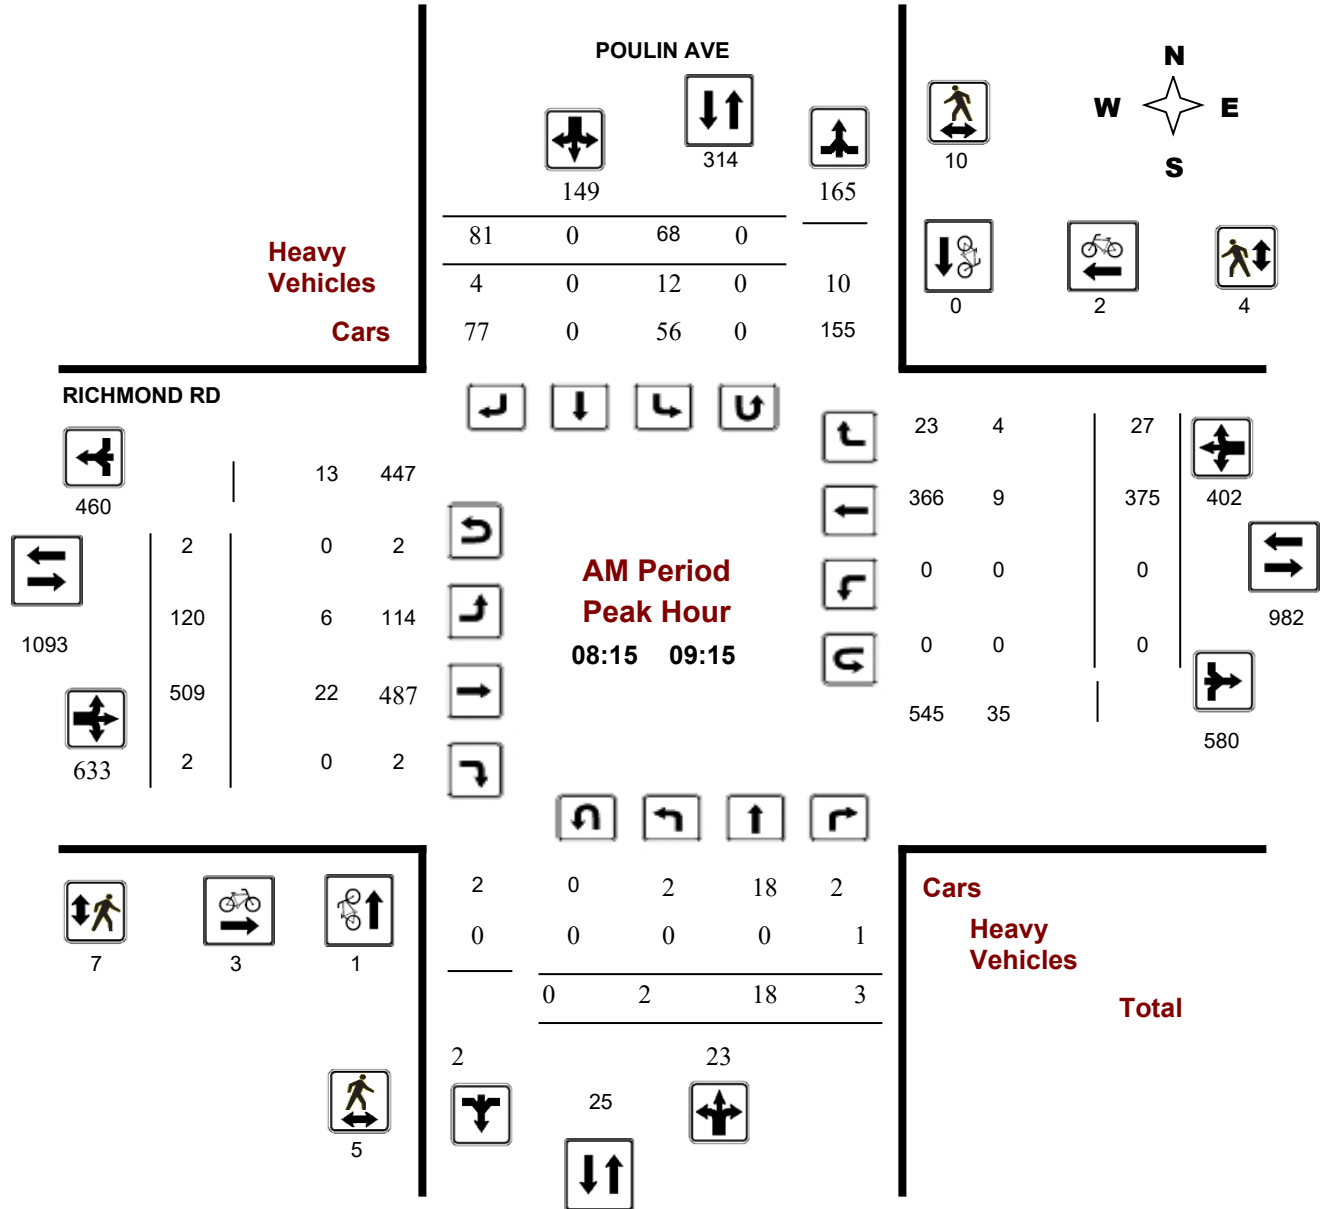 POULIN AVE
N
W E
S
314
10
149
165
81 0 68 0
Heavy
Vehicles
4 0 12 0 10
Cars
77 0 56 0 155
0 2 4
RICHMOND RD
23 4 27
13 447
460
366 9 375 402
2 0 2
AM Period
0 0 0
Peak Hour
120 6 114
982
1093
08:15 09:15
0 0 0
509 22 487
545 35
580
633
2 0 2
2 0 2 18 2
Cars
0 0 0 0 1
Heavy
Vehicles
7 3 1
0 2 18 3
Total
2
23
25
5